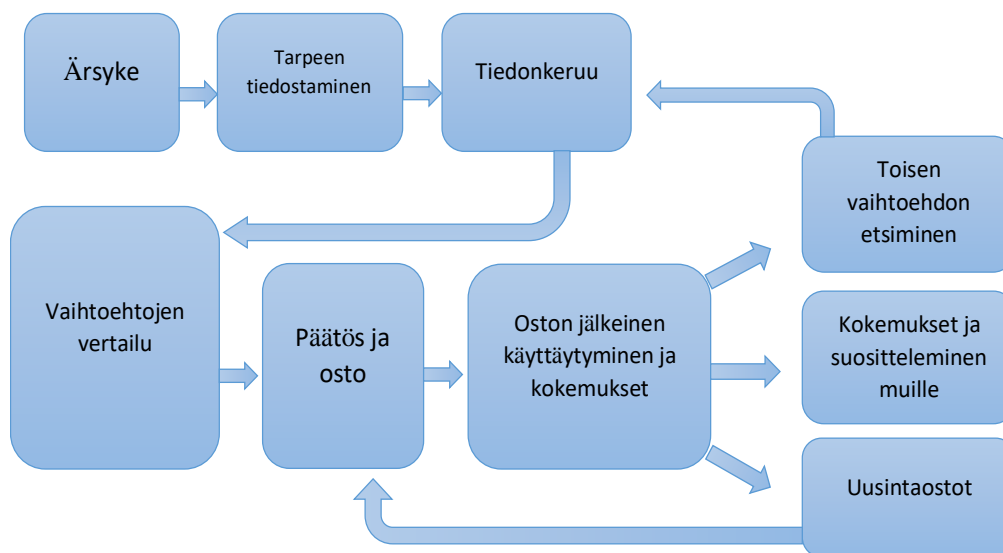 Ärsyke
Tarpeen
tiedostaminen
Tiedonkeruu
Toisen
vaihtoehdon
etsiminen
Vaihtoehtojen
vertailu
Päätös ja
osto
Oston jälkeinen
käyttäytyminen ja
kokemukset
Kokemukset ja
suositteleminen
muille
Uusintaostot